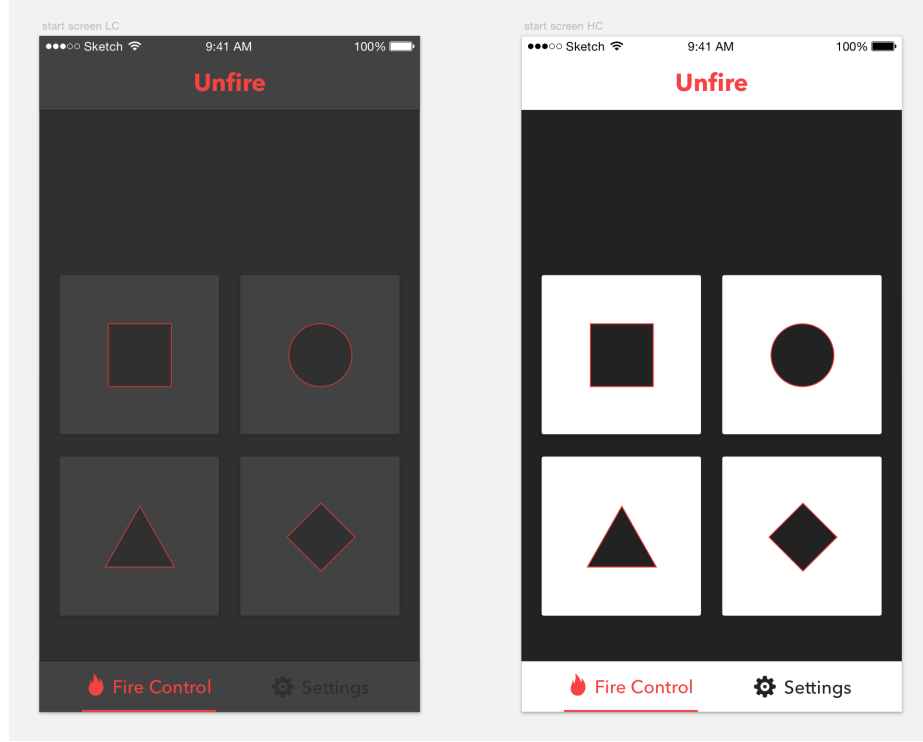 start screen LC
Sketch 9:41 AM 100%
Unfire
Fire Control Settings
start screen HC
Sketch 9:41 AM 100%
Unfire
Fire Control Settings